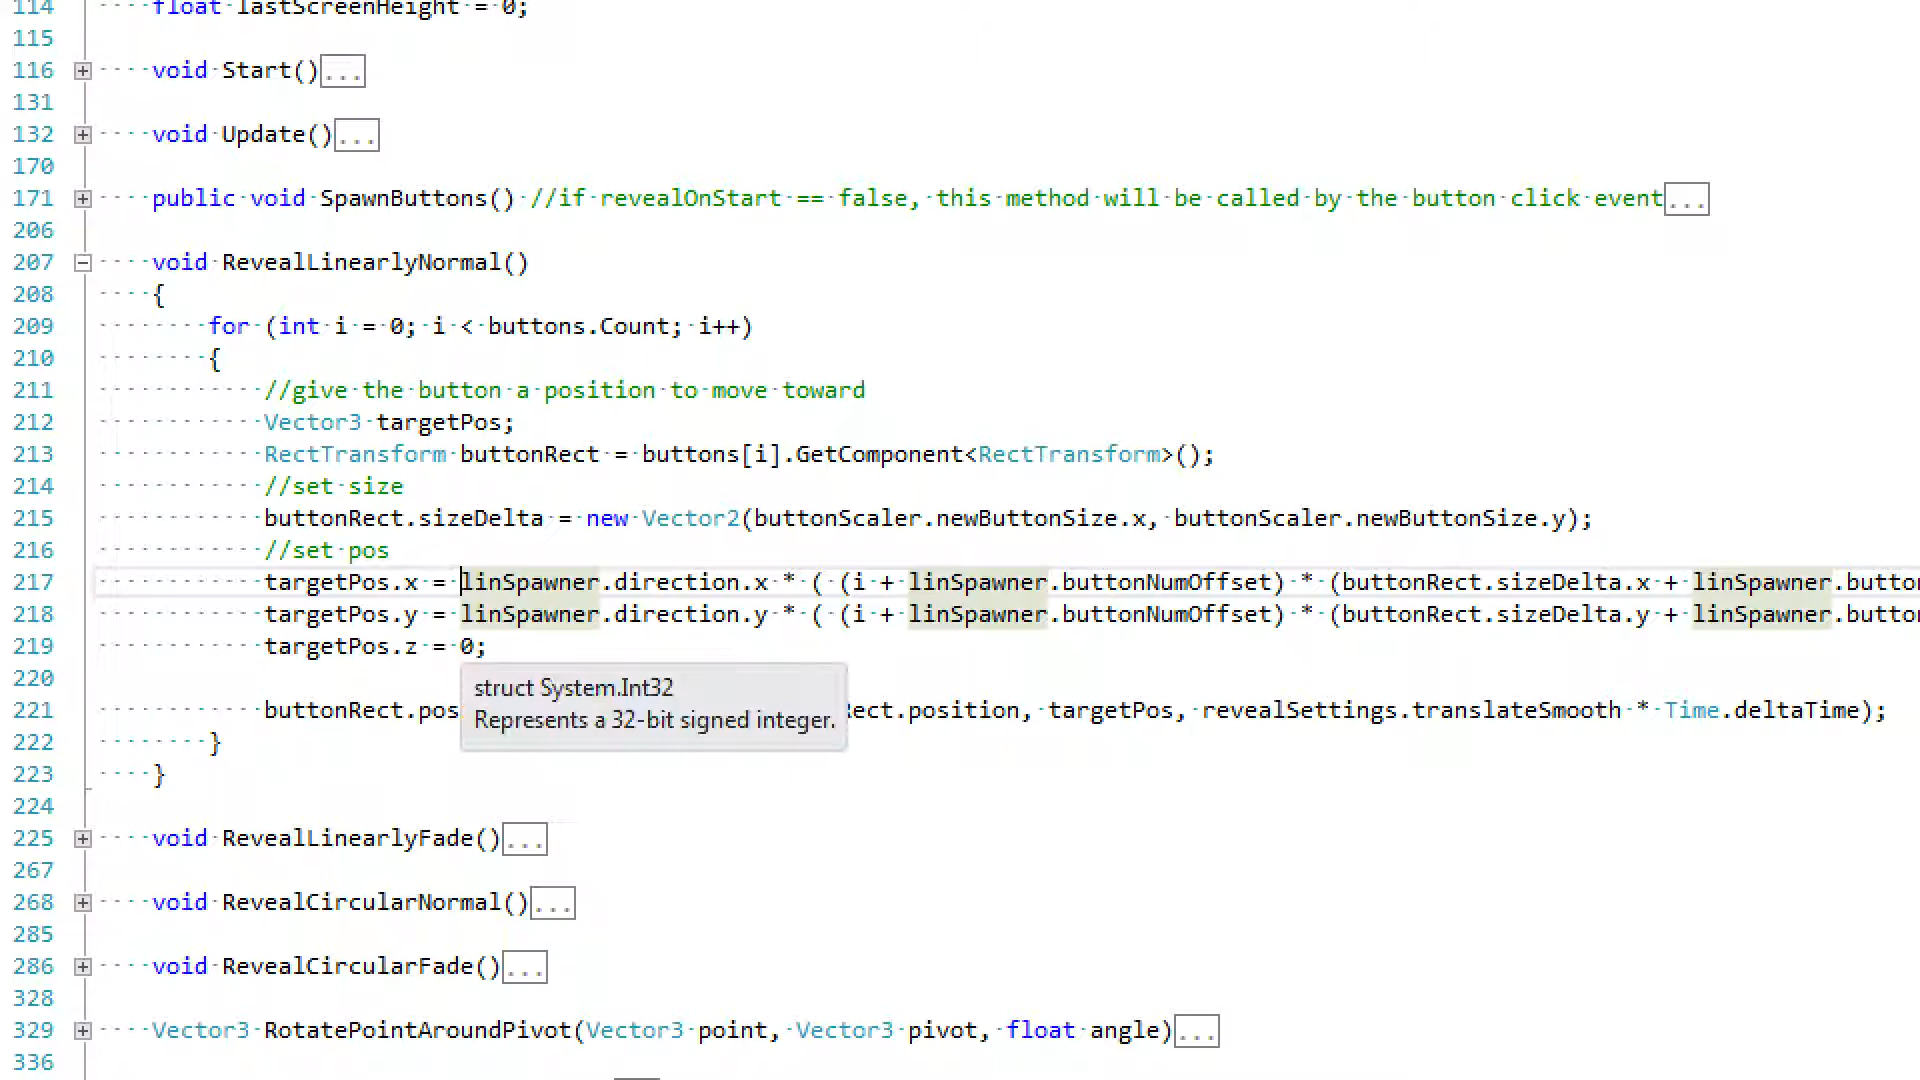 114 float lastScreenHeight = 0;
115
116 void Start()...
131
132 void Update()...
170
171 public void SpawnButtons() //if revealOnStart == false, this method will be called by the button click event...
206
207 void RevealLinearlyNormal()
208 {
209 for (int i = 0; i < buttons.Count; i++)
210 {
211 //give the button a position to move toward
212 Vector3 targetPos;
213 RectTransform buttonRect = buttons[i].GetComponent<RectTransform>();
214 //set size
215 buttonRect.sizeDelta = new Vector2(buttonScaler.newButtonSize.x, buttonScaler.newButtonSize.y);
216 //set pos
217 targetPos.x = linSpawner.direction.x * ( (i + linSpawner.buttonNumOffset) * (buttonRect.sizeDelta.x + linSpawner.button
218 targetPos.y = linSpawner.direction.y * ( (i + linSpawner.buttonNumOffset) * (buttonRect.sizeDelta.y + linSpawner.button
219 targetPos.z = 0;
220
struct System.Int32
221 buttonRect.pos ect.position, targetPos, revealSettings.translateSmooth * Time.deltaTime);
Represents a 32-bit signed integer.
222 }
223 }
224
225 void RevealLinearlyFade()...
267
268 void RevealCircularNormal()...
285
286 void RevealCircularFade()...
328
329 Vector3 RotatePointAroundPivot(Vector3 point, Vector3 pivot, float angle)...
336